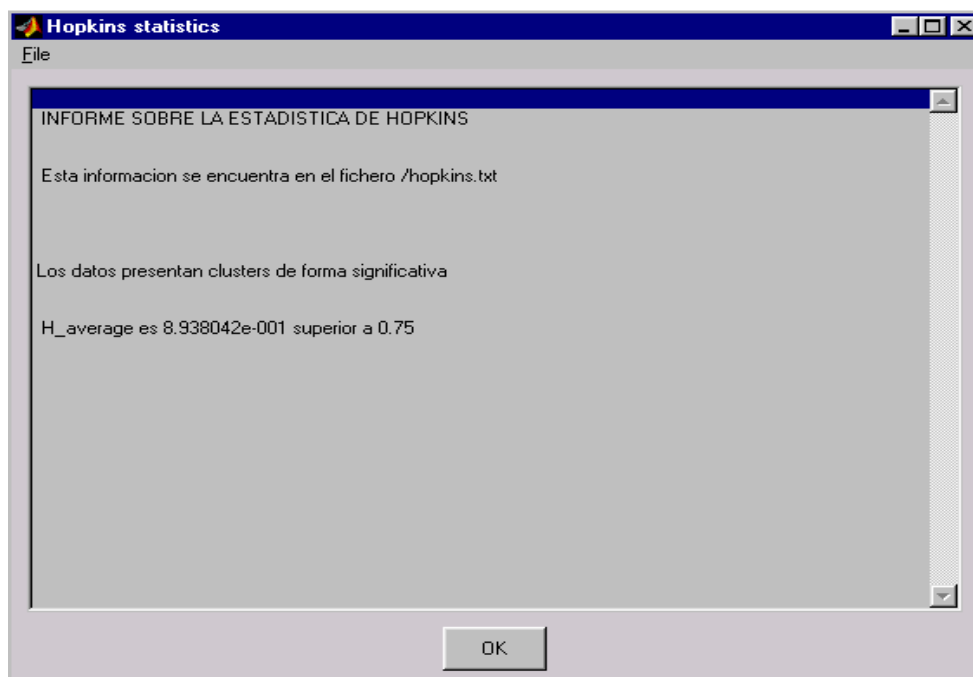 Hopkins statistics
File
INFORME SOBRE LA ESTADISTICA DE HOPKINS
Esta informacion se encuentra en el fichero /hopkins.txt
Los datos presentan clusters de forma significativa
H_average es 8.938042e-001 superior a 0.75
OK